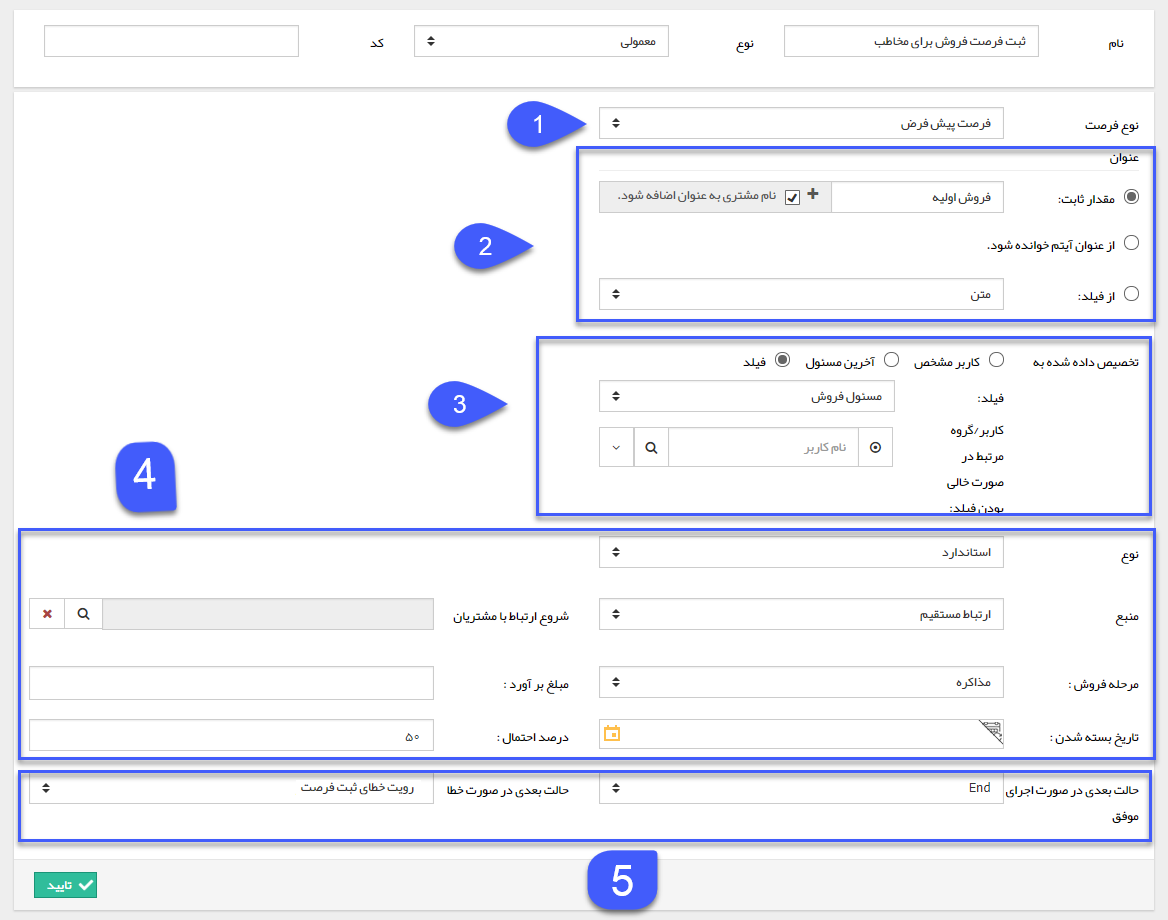 نام
ثبت فرصت فروش برای مخاطب
نوع
معمولی
کد
نوع فرصت
فرصت پیش فرض
1
عنوان
مقدار ثابت:
فروش اولیه
نام مشتری به عنوان اضافه شود.
از عنوان آیتم خوانده شود.
2
از فیلد:
متن
تخصیص داده شده به
کاربر مشخص
آخرین مسئول
فیلد
فیلد:
مسئول فروش
3
کاربر/گروه
مرتبط در
صورت خالی
بودن فیلد:
نام کاربر
4
نوع
استاندارد
منبع
ارتباط مستقیم
شروع ارتباط با مشتریان
مرحله فروش :
مذاکره
مبلغ بر آورد :
تاریخ بسته شدن :
درصد احتمال :
۵۰
حالت بعدی در صورت اجرای
موفق
End
حالت بعدی در صورت خطا
رویت خطای ثبت فرصت
5
تایید